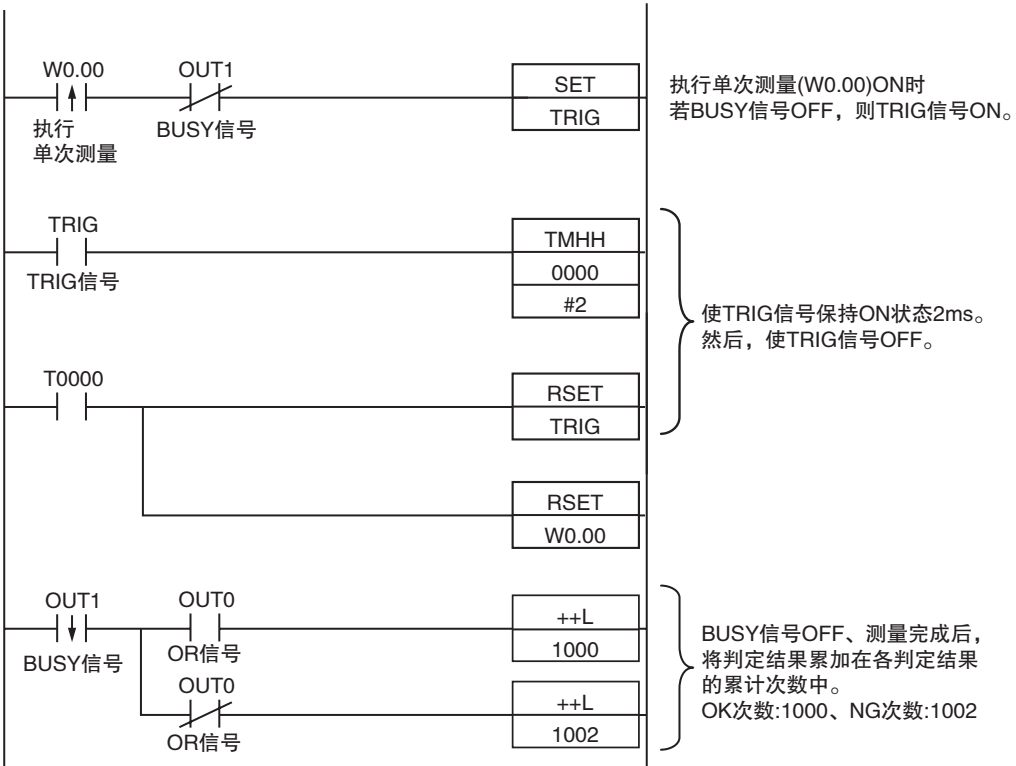 W0.00
OUT1
SET
TRIG
执行
单次测量
BUSY信号
执行单次测量(W0.00)ON时
若BUSY信号OFF，则TRIG信号ON。
TRIG
TRIG信号
TMHH
0000
#2
使TRIG信号保持ON状态2ms。
然后，使TRIG信号OFF。
T0000
RSET
TRIG
RSET
W0.00
OUT1
BUSY信号
OUT0
OR信号
++L
1000
OUT0
OR信号
++L
1002
BUSY信号OFF、测量完成后，
将判定结果累加在各判定结果
的累计次数中。
OK次数:1000、NG次数:1002